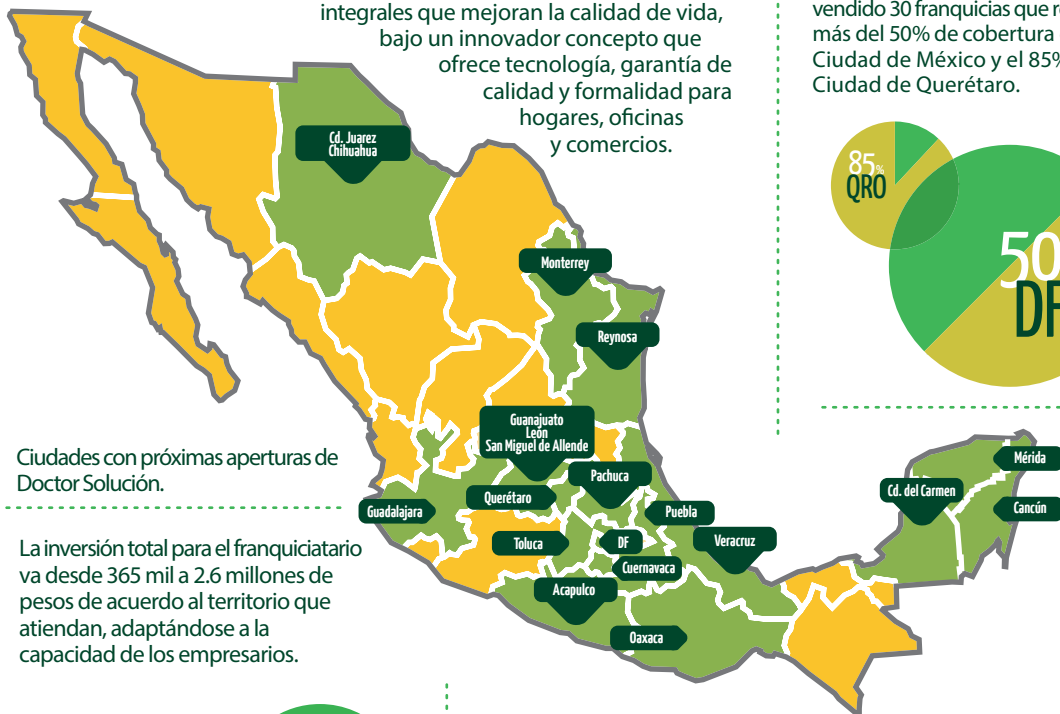 integrales que mejoran la calidad de vida,
bajo un innovador concepto que
ofrece tecnología, garantía de
calidad y formalidad para
hogares, oficinas
y comercios.
vendido 30 franquicias que
más del 50% de cobertura
Ciudad de México y el 85%
Ciudad de Querétaro.
85%
QRO
50
DF
Cd. Juarez
Chihuahua
Monterrey
Reynosa
Guanajuato
León
San Miguel de Allende
Pachuca
Querétaro
Guadalajara
Puebla
Toluca
DF
Veracruz
Cuernavaca
Acapulco
Oaxaca
Mérida
Cd. del Carmen
Cancún
Ciudades con próximas aperturas de
Doctor Solución.
La inversión total para el franquiciatario
va desde 365 mil a 2.6 millones de
pesos de acuerdo al territorio que
atiendan, adaptándose a la
capacidad de los empresarios.